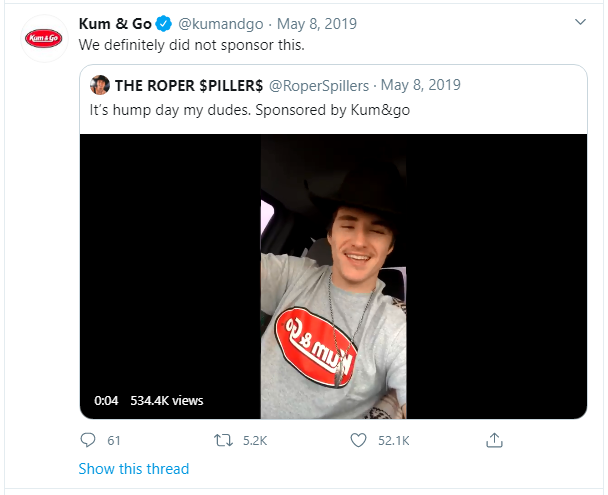 Kum & Go @kumandgo · May 8, 2019
Kum & Go
We definitely did not sponsor this.
THE ROPER $PILLER$ @RoperSpillers · May 8, 2019
It's hump day my dudes. Sponsored by Kum&go
Kum & Go
0:04 534.4K views
61 5.2K 52.1K
Show this thread